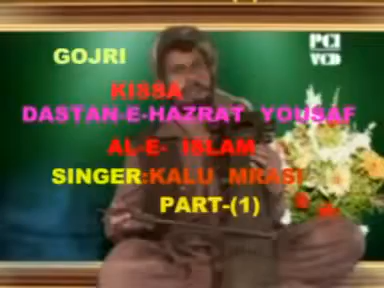 GOJRI
PCI
VCD
KISSA
DASTAN-E-HAZRAT YOUSAF
AL-E- ISLAM
SINGER:KALU MRASI
PART-(1)